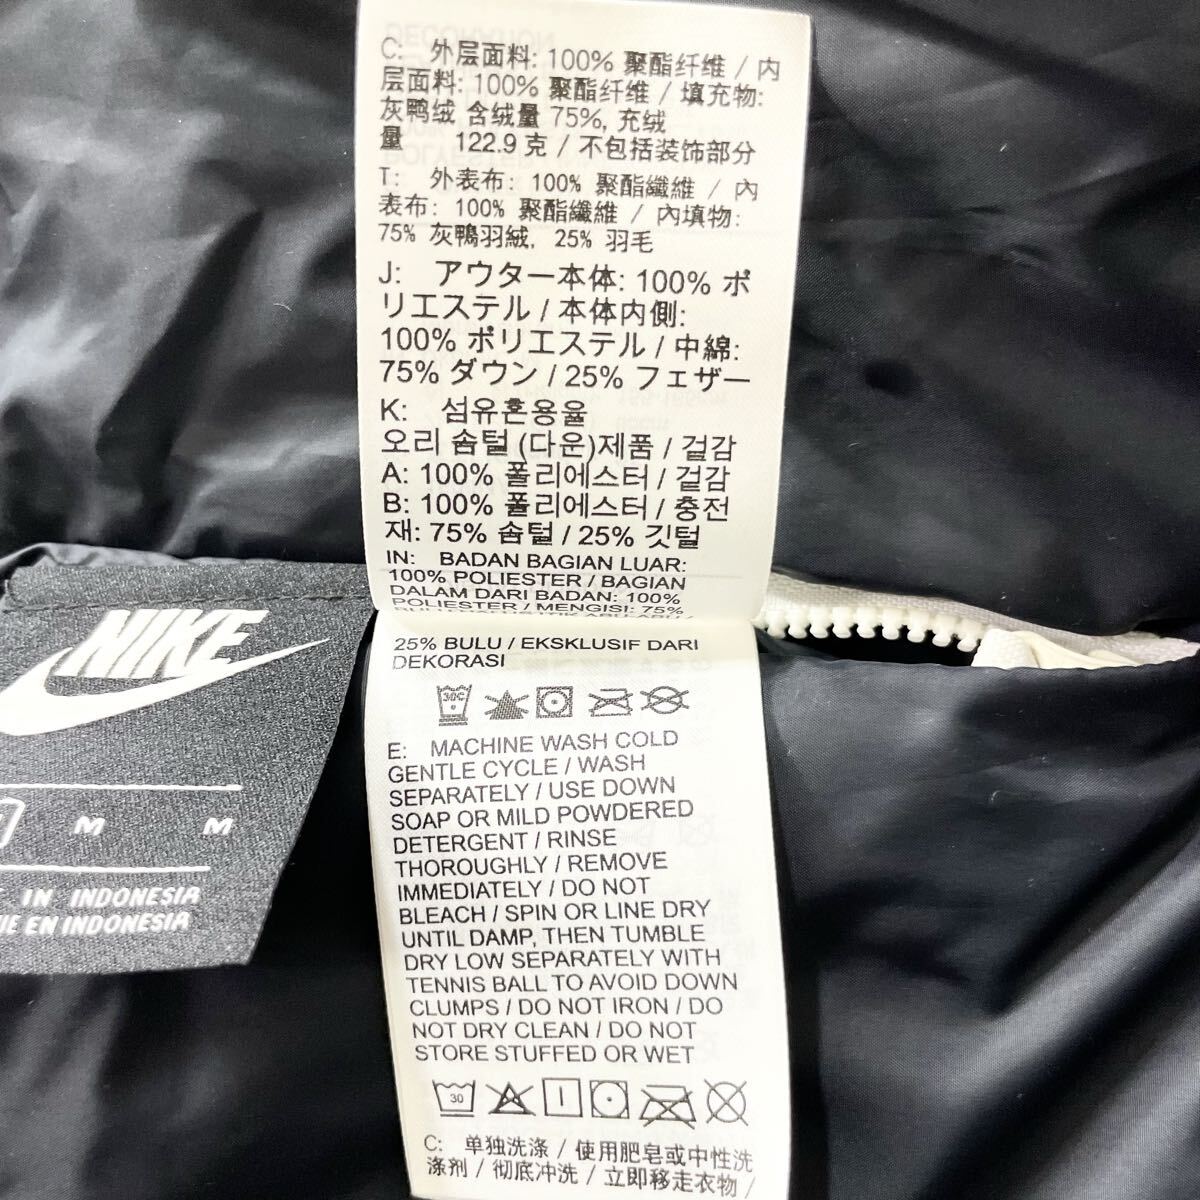 C: 外层面料: 100% 聚酯纤维 / 内
层面料: 100% 聚酯纤维 / 填充物:
灰鸭绒 含绒量 75%, 充绒
量 122.9 克 / 不包括装饰部分
T: 外表布: 100% 聚酯纖維 / 內
表布: 100% 聚酯纖維 / 內填物:
75% 灰鴨羽絨, 25% 羽毛
J: アウター本体: 100% ポ
リエステル / 本体内側:
100% ポリエステル / 中綿:
75% ダウン / 25% フェザー
K: 섬유혼용율
오리 솜털 (다운)제품 / 겉감
A: 100% 폴리에스터 / 겉감
B: 100% 폴리에스터 / 충전
재: 75% 솜털 / 25% 깃털
IN: BADAN BAGIAN LUAR:
100% POLIESTER / BAGIAN
DALAM DARI BADAN: 100%
POLIESTER / MENGISI: 75%
25% BULU / EKSKLUSIF DARI
DEKORASI
30C
E: MACHINE WASH COLD
GENTLE CYCLE / WASH
SEPARATELY / USE DOWN
SOAP OR MILD POWDERED
DETERGENT / RINSE
THOROUGHLY / REMOVE
IMMEDIATELY / DO NOT
BLEACH / SPIN OR LINE DRY
UNTIL DAMP, THEN TUMBLE
DRY LOW SEPARATELY WITH
TENNIS BALL TO AVOID DOWN
CLUMPS / DO NOT IRON / DO
NOT DRY CLEAN / DO NOT
STORE STUFFED OR WET
30
C: 单独洗涤 / 使用肥皂或中性洗
涤剂 / 彻底冲洗 / 立即移走衣物 /
NIKE
M M
IN INDONESIA
EN INDONESIA